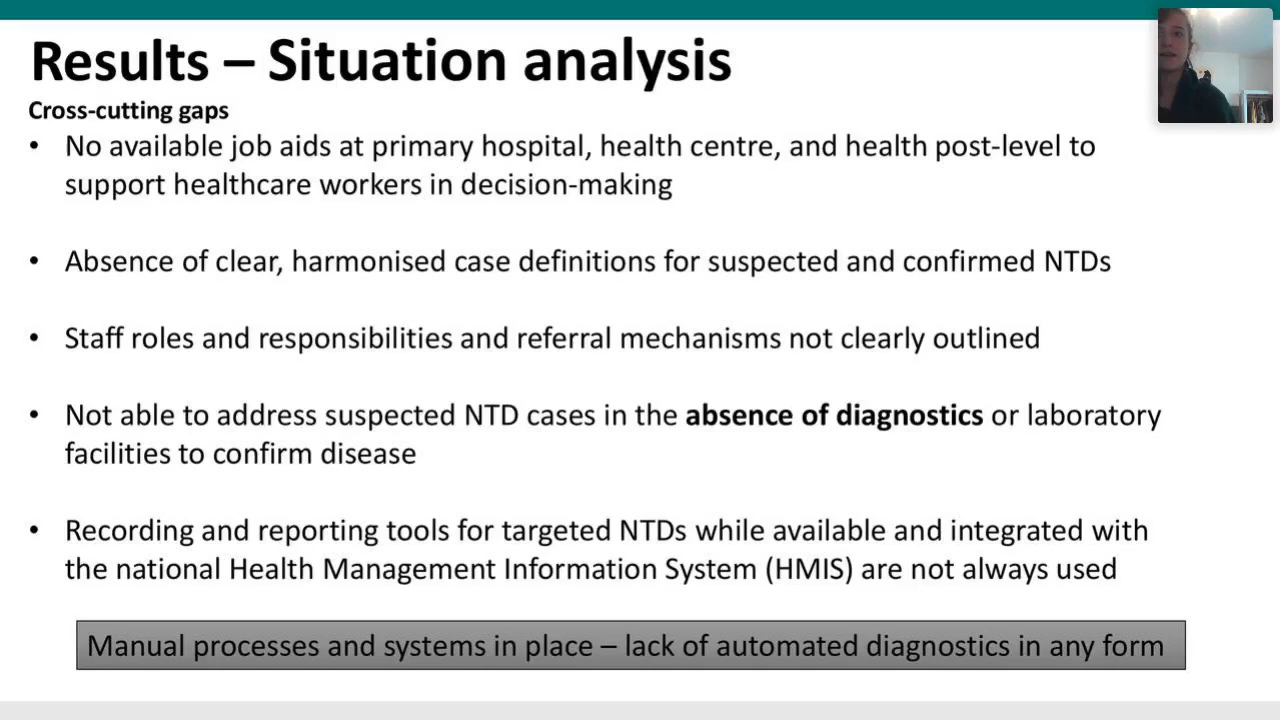 Results – Situation analysis
Cross-cutting gaps
• No available job aids at primary hospital, health centre, and health post-level to
support healthcare workers in decision-making
• Absence of clear, harmonised case definitions for suspected and confirmed NTDs
• Staff roles and responsibilities and referral mechanisms not clearly outlined
• Not able to address suspected NTD cases in the absence of diagnostics or laboratory
facilities to confirm disease
• Recording and reporting tools for targeted NTDs while available and integrated with
the national Health Management Information System (HMIS) are not always used
Manual processes and systems in place – lack of automated diagnostics in any form